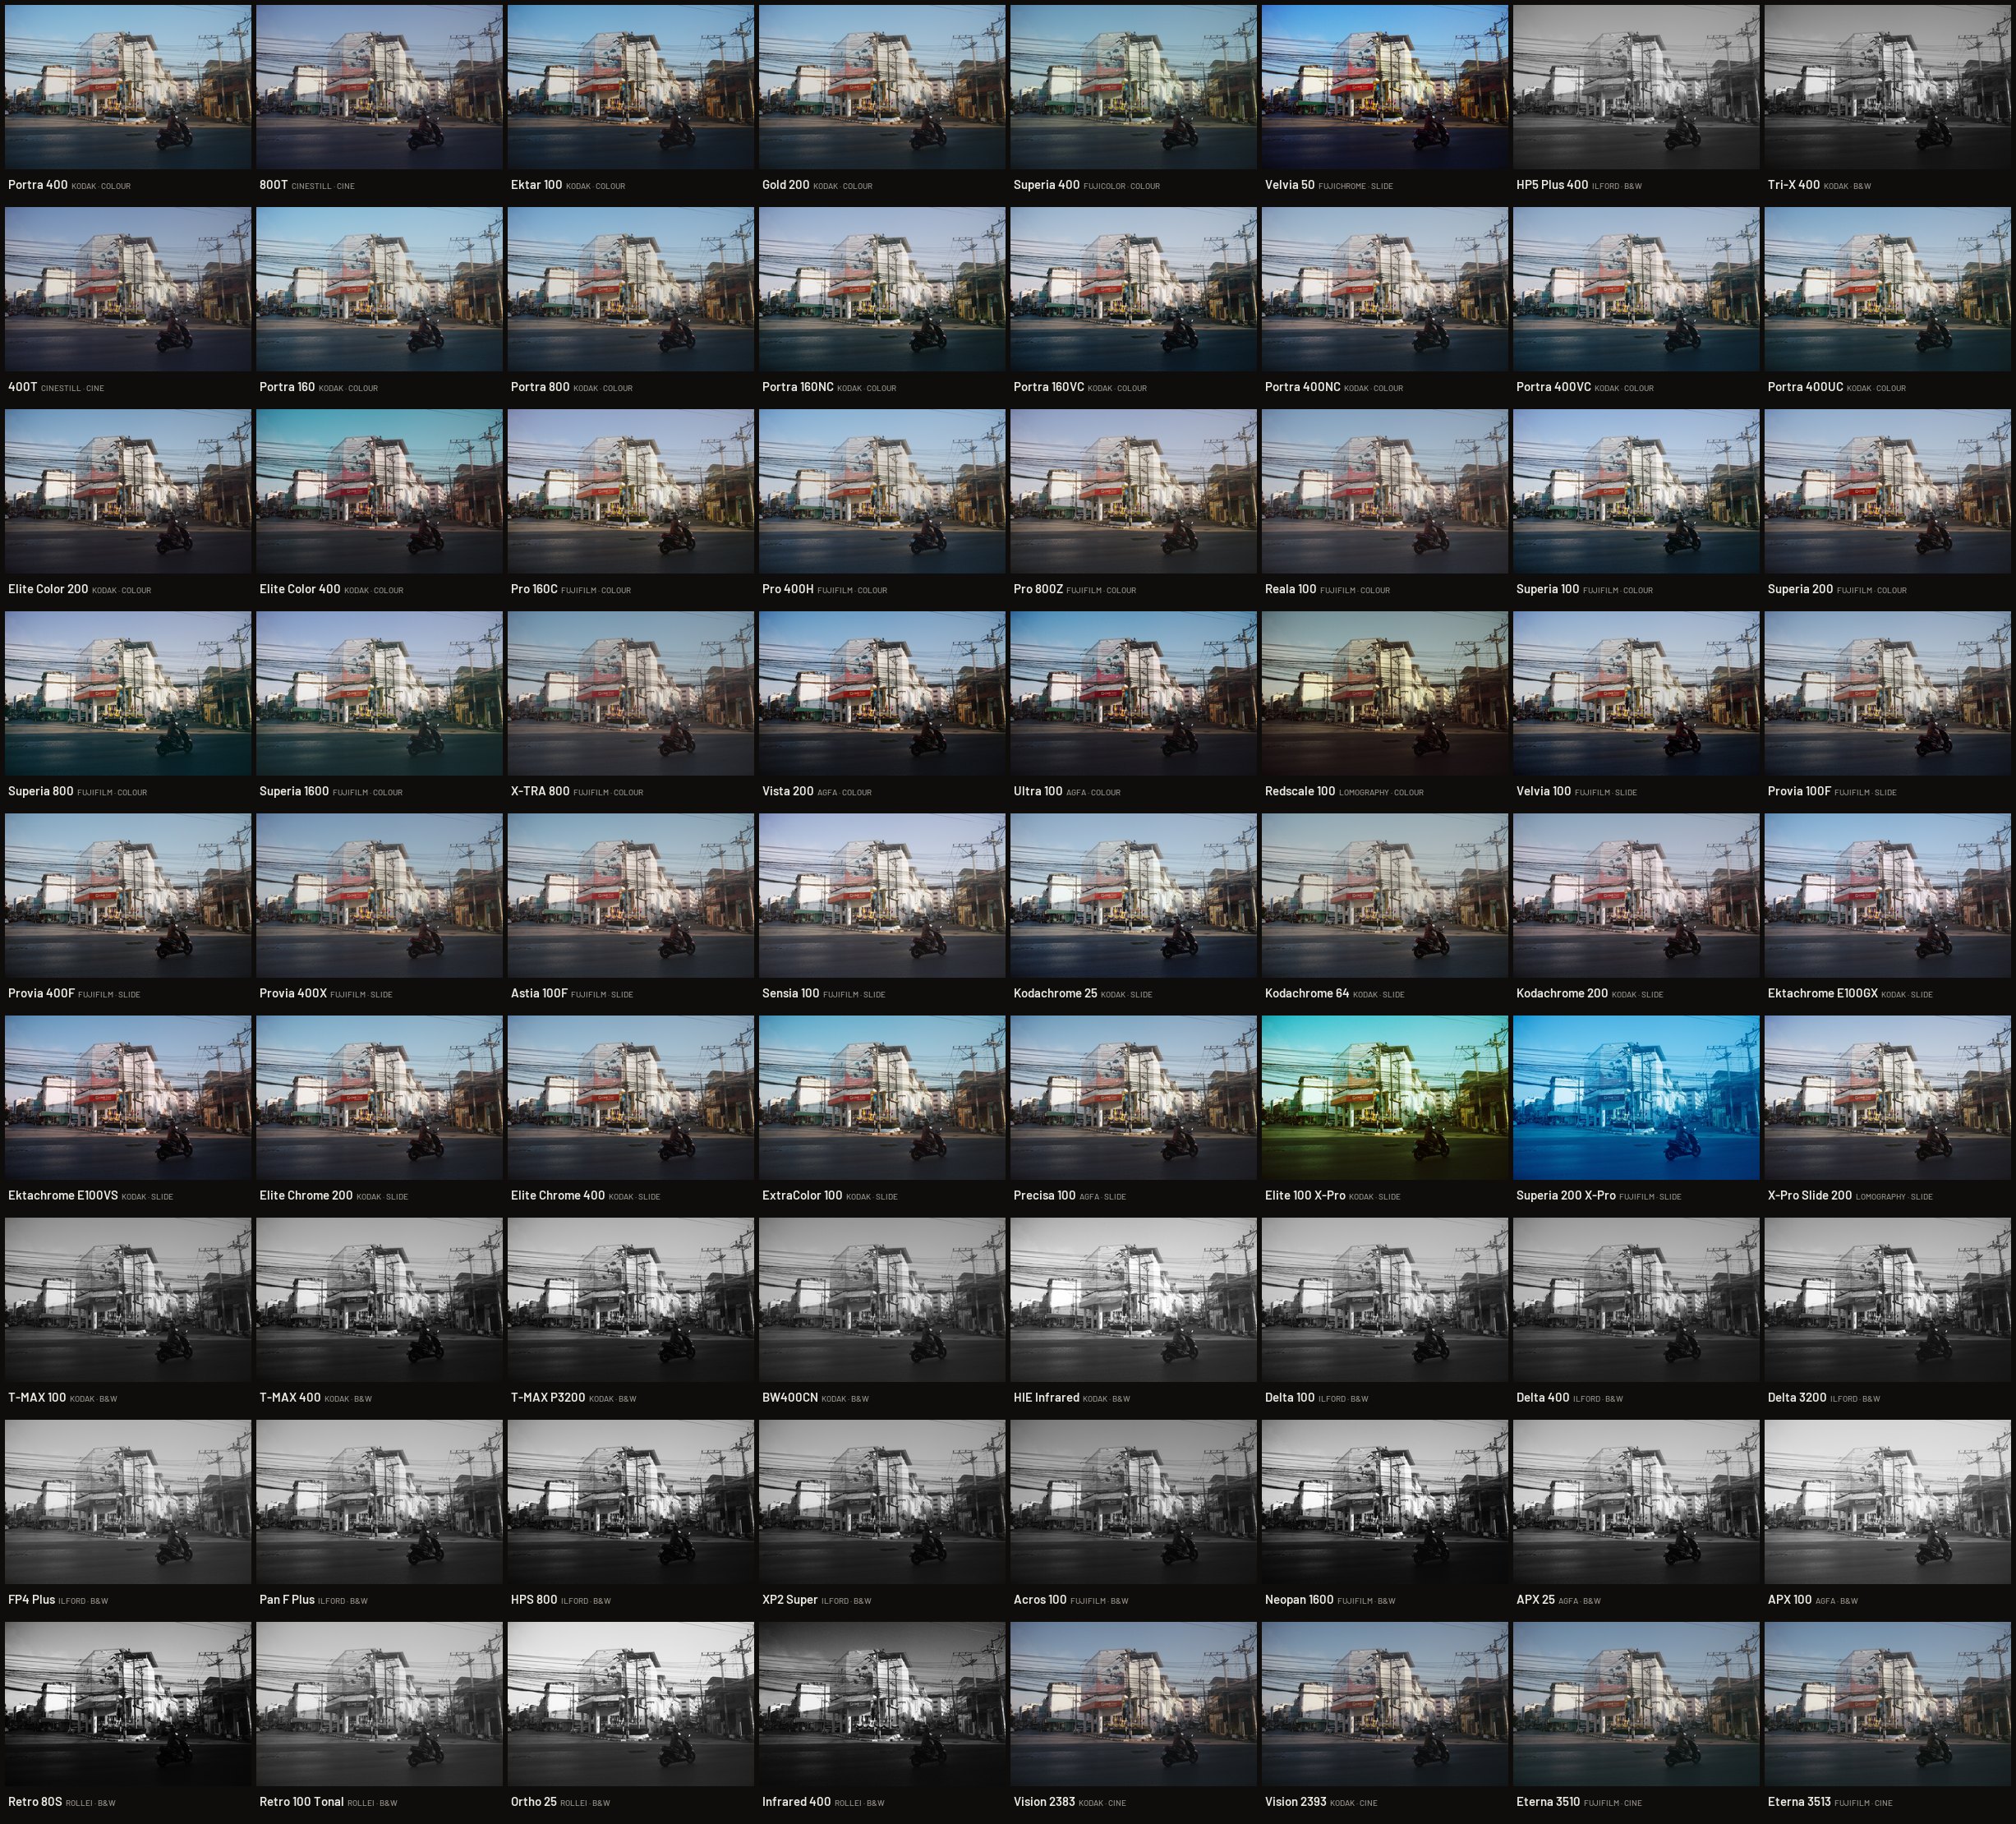 Portra 400 KODAK · COLOUR
800T CINESTILL · CINE
Ektar 100 KODAK · COLOUR
Gold 200 KODAK · COLOUR
Superia 400 FUJICOLOR · COLOUR
Velvia 50 FUJICHROME · SLIDE
HP5 Plus 400 ILFORD · B&W
Tri-X 400 KODAK · B&W
400T CINESTILL · CINE
Portra 160 KODAK · COLOUR
Portra 800 KODAK · COLOUR
Portra 160NC KODAK · COLOUR
Portra 160VC KODAK · COLOUR
Portra 400NC KODAK · COLOUR
Portra 400VC KODAK · COLOUR
Portra 400UC KODAK · COLOUR
Elite Color 200 KODAK · COLOUR
Elite Color 400 KODAK · COLOUR
Pro 160C FUJIFILM · COLOUR
Pro 400H FUJIFILM · COLOUR
Pro 800Z FUJIFILM · COLOUR
Reala 100 FUJIFILM · COLOUR
Superia 100 FUJIFILM · COLOUR
Superia 200 FUJIFILM · COLOUR
Superia 800 FUJIFILM · COLOUR
Superia 1600 FUJIFILM · COLOUR
X-TRA 800 FUJIFILM · COLOUR
Vista 200 AGFA · COLOUR
Ultra 100 AGFA · COLOUR
Redscale 100 LOMOGRAPHY · COLOUR
Velvia 100 FUJIFILM · SLIDE
Provia 100F FUJIFILM · SLIDE
Provia 400F FUJIFILM · SLIDE
Provia 400X FUJIFILM · SLIDE
Astia 100F FUJIFILM · SLIDE
Sensia 100 FUJIFILM · SLIDE
Kodachrome 25 KODAK · SLIDE
Kodachrome 64 KODAK · SLIDE
Kodachrome 200 KODAK · SLIDE
Ektachrome E100GX KODAK · SLIDE
Ektachrome E100VS KODAK · SLIDE
Elite Chrome 200 KODAK · SLIDE
Elite Chrome 400 KODAK · SLIDE
ExtraColor 100 KODAK · SLIDE
Precisa 100 AGFA · SLIDE
Elite 100 X-Pro KODAK · SLIDE
Superia 200 X-Pro FUJIFILM · SLIDE
X-Pro Slide 200 LOMOGRAPHY · SLIDE
T-MAX 100 KODAK · B&W
T-MAX 400 KODAK · B&W
T-MAX P3200 KODAK · B&W
BW400CN KODAK · B&W
HIE Infrared KODAK · B&W
Delta 100 ILFORD · B&W
Delta 400 ILFORD · B&W
Delta 3200 ILFORD · B&W
FP4 Plus ILFORD · B&W
Pan F Plus ILFORD · B&W
HPS 800 ILFORD · B&W
XP2 Super ILFORD · B&W
Acros 100 FUJIFILM · B&W
Neopan 1600 FUJIFILM · B&W
APX 25 AGFA · B&W
APX 100 AGFA · B&W
Retro 80S ROLLEI · B&W
Retro 100 Tonal ROLLEI · B&W
Ortho 25 ROLLEI · B&W
Infrared 400 ROLLEI · B&W
Vision 2383 KODAK · CINE
Vision 2393 KODAK · CINE
Eterna 3510 FUJIFILM · CINE
Eterna 3513 FUJIFILM · CINE